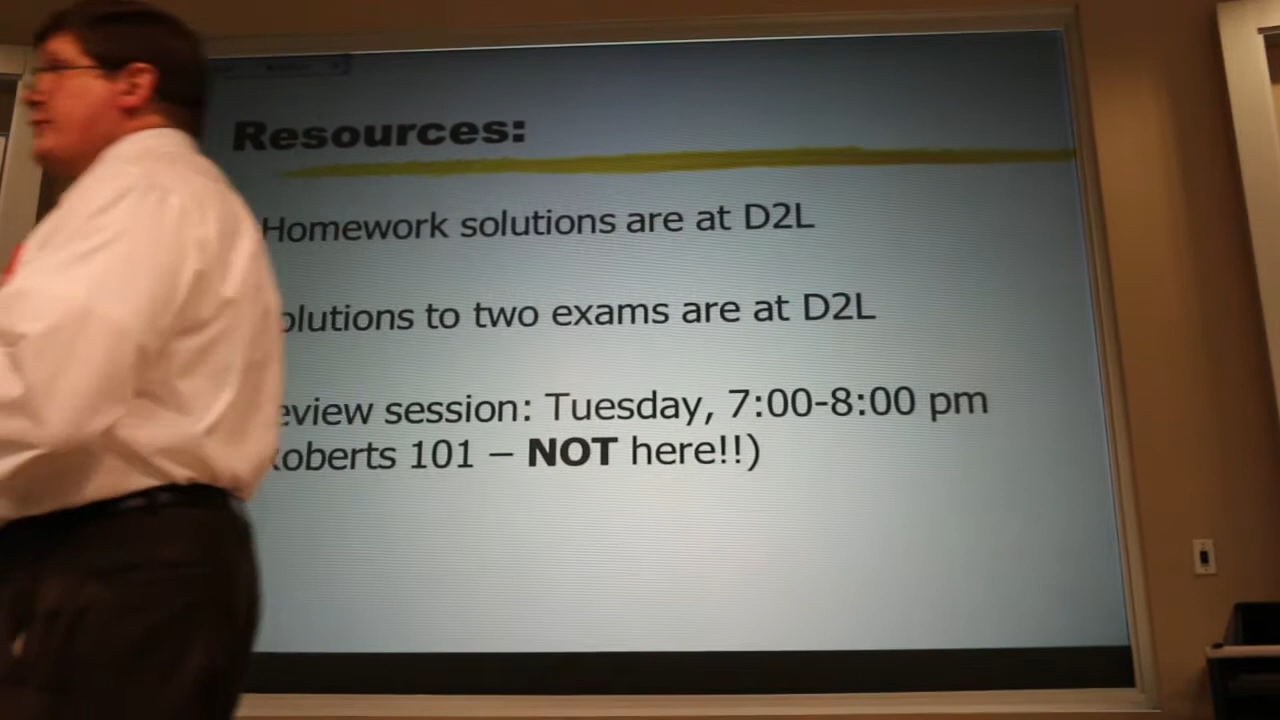 Resources:
Homework solutions are at D2L
olutions to two exams are at D2L
eview session: Tuesday, 7:00-8:00 pm
oberts 101 – NOT here!!)